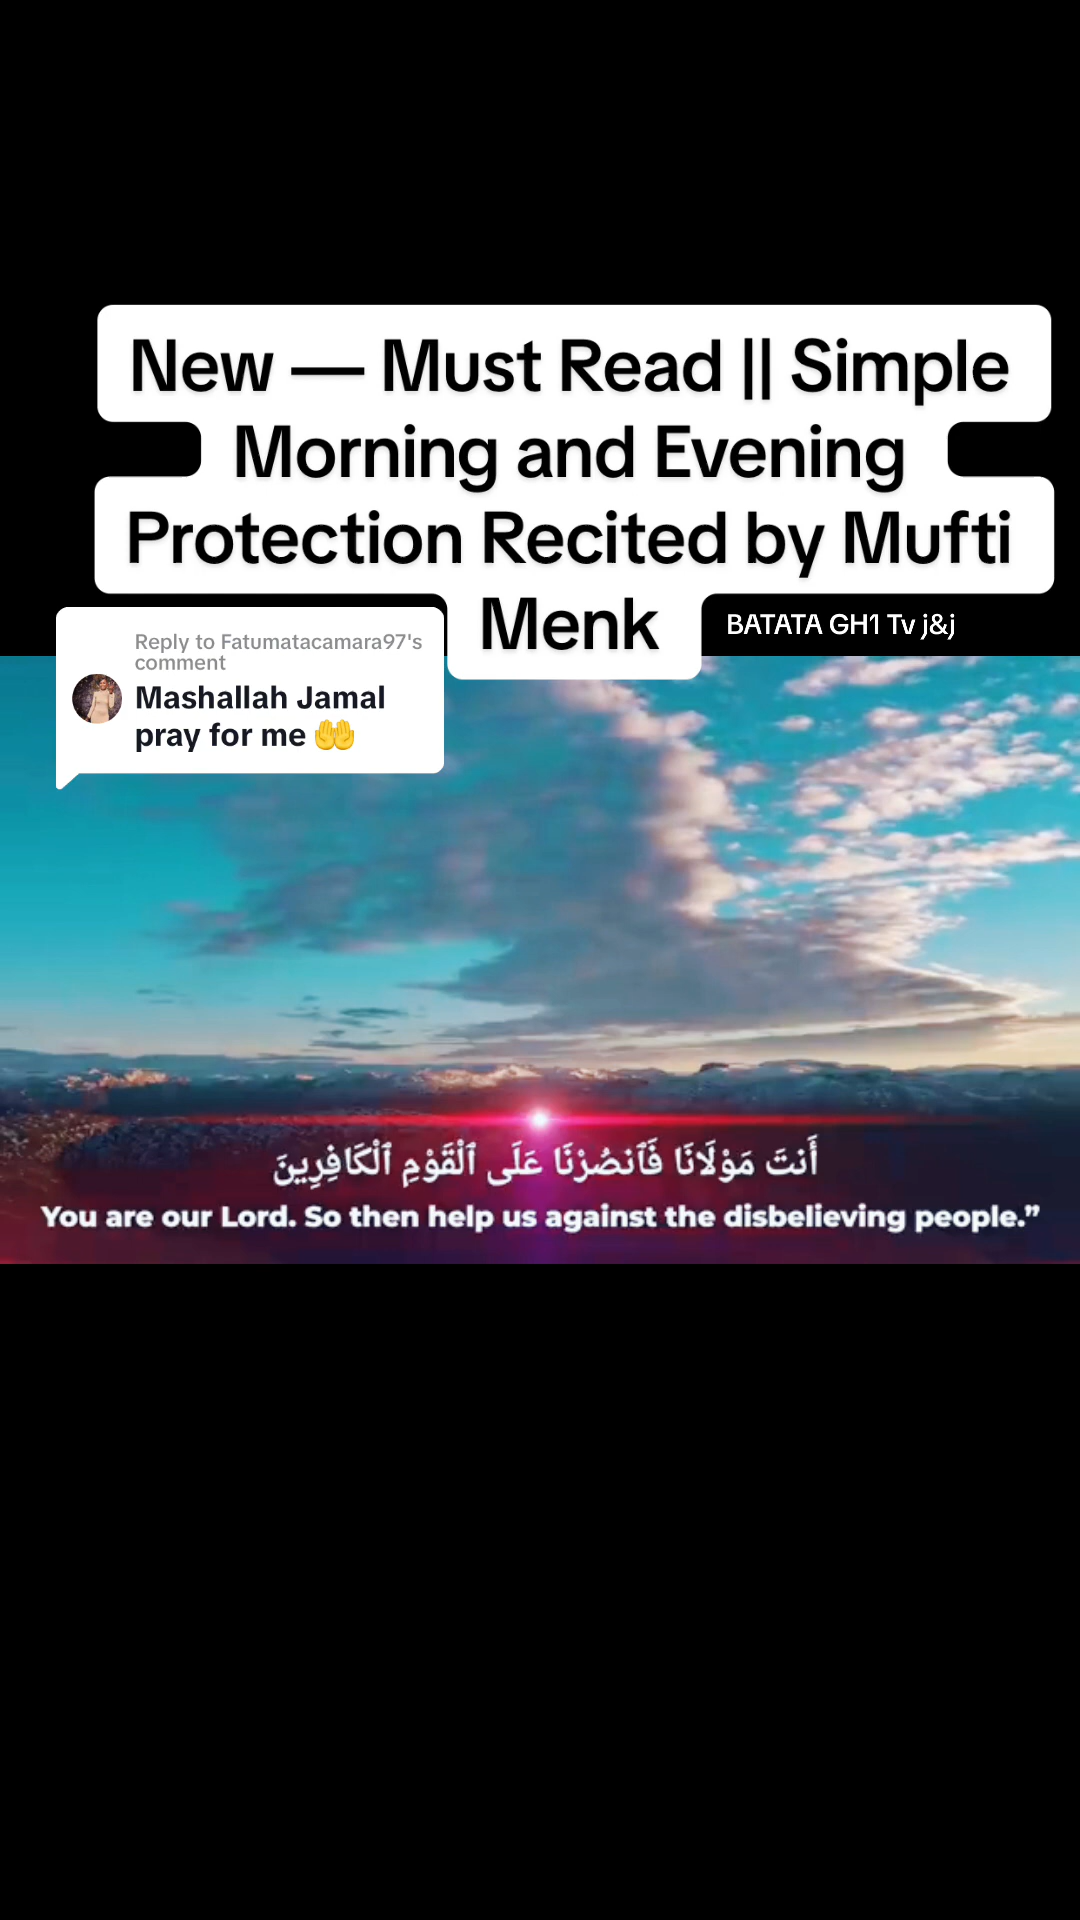 New — Must Read || Simple
Morning and Evening
Protection Recited by Mufti
Menk
BATATA GH1 Tv j&j
Reply to Fatumatacamara97's
comment
Mashallah Jamal
pray for me 🤲
أَنتَ مَوْلَانَا فَٱنصُرْنَا عَلَى ٱلْقَوْمِ ٱلْكَافِرِينَ
You are our Lord. So then help us against the disbelieving people.”